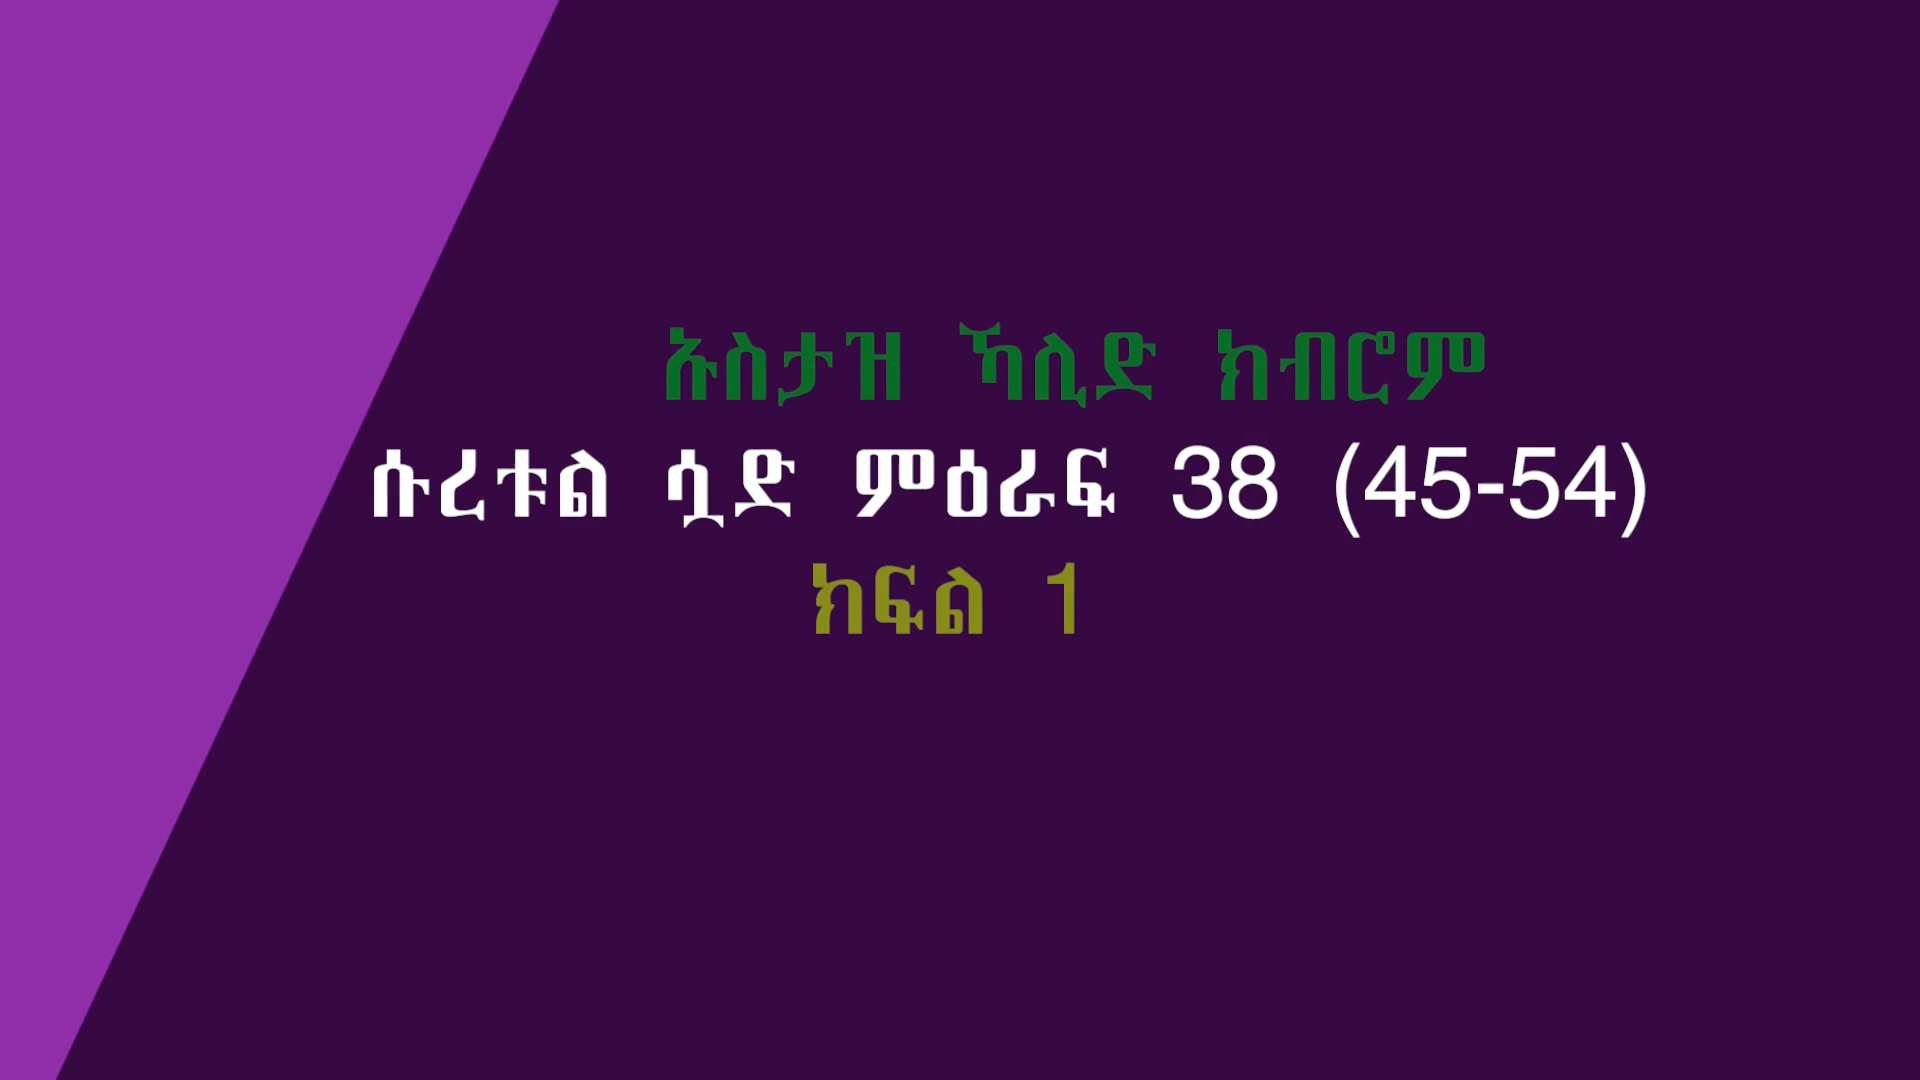 ኡስታዝ ኻሊድ ክብሮም
ሱረቱል ሷድ ምዕራፍ 38 (45-54)
ክፍል 1